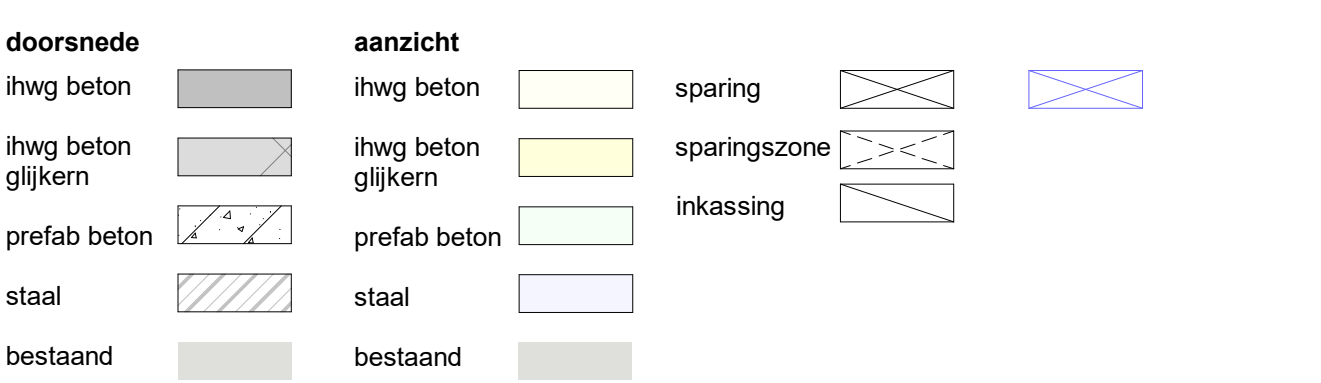 doorsnede
ihwg beton
ihwg beton
glijkern
prefab beton
staal
bestaand
aanzicht
ihwg beton
ihwg beton
glijkern
prefab beton
staal
bestaand
sparing
sparingszone
inkassing